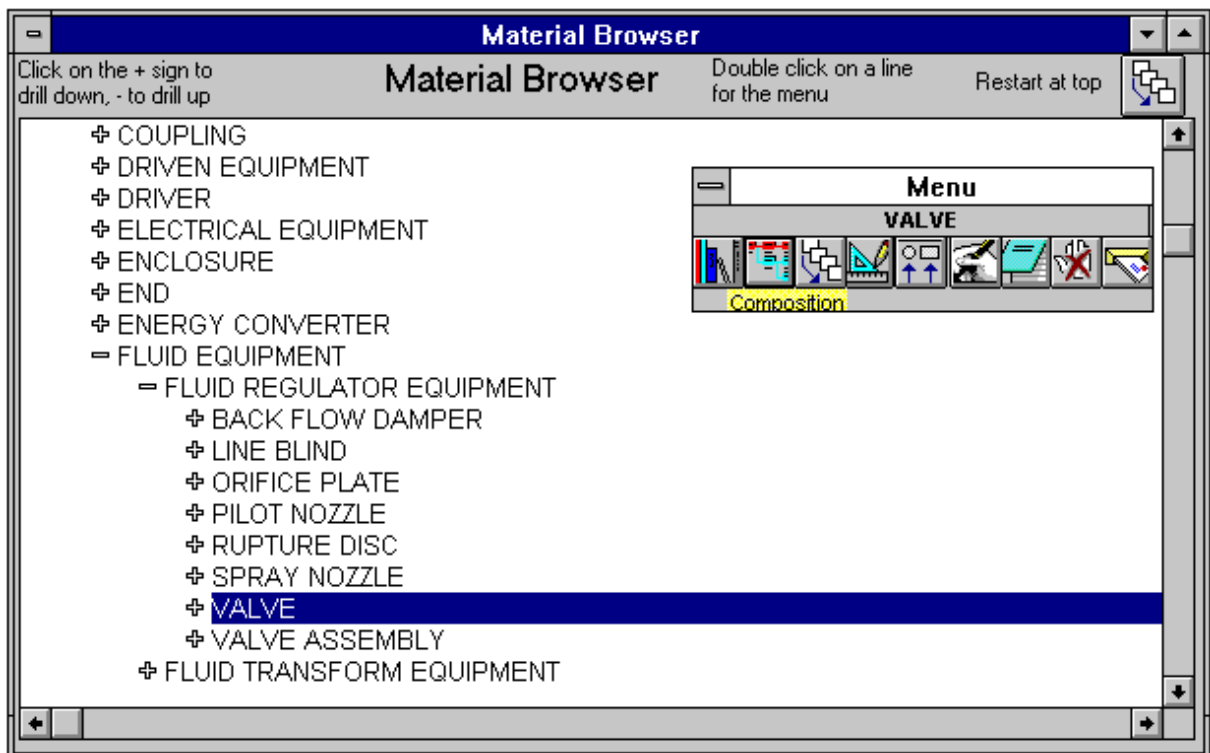 Material Browser
Click on the + sign to
drill down, - to drill up
Material Browser
Double click on a line
for the menu
Restart at top
COUPLING
DRIVEN EQUIPMENT
DRIVER
ELECTRICAL EQUIPMENT
ENCLOSURE
END
ENERGY CONVERTER
FLUID EQUIPMENT
FLUID REGULATOR EQUIPMENT
BACK FLOW DAMPER
LINE BLIND
ORIFICE PLATE
PILOT NOZZLE
RUPTURE DISC
SPRAY NOZZLE
VALVE
VALVE ASSEMBLY
FLUID TRANSFORM EQUIPMENT
Menu
VALVE
Composition